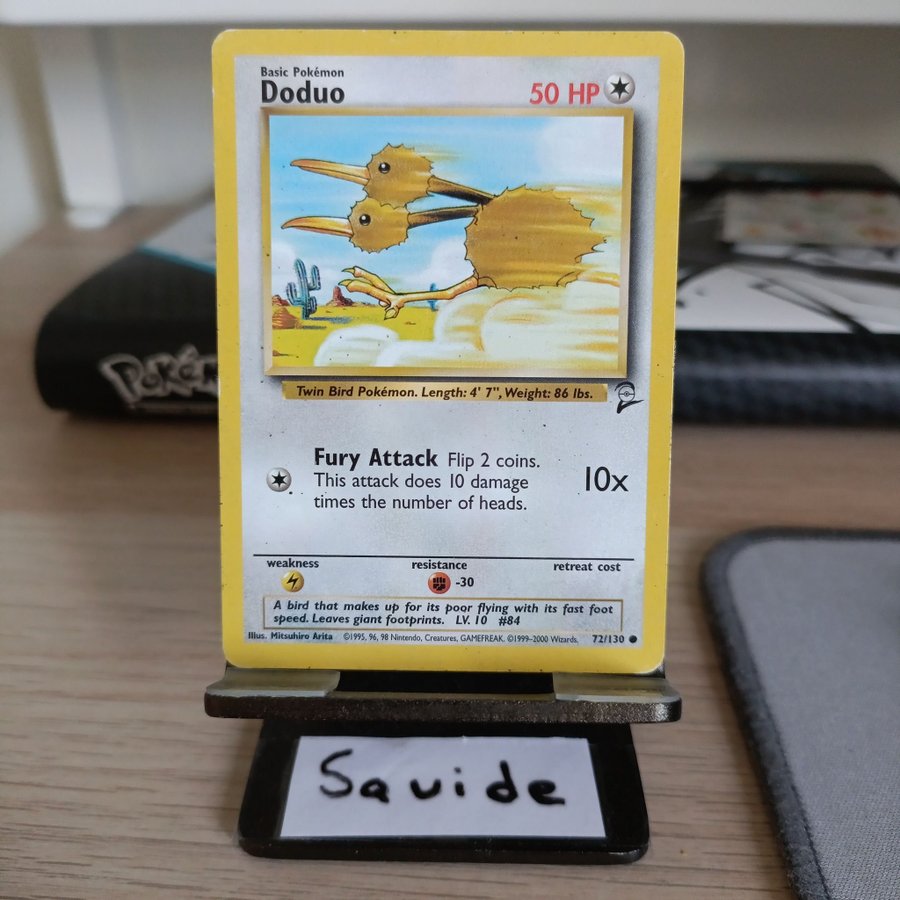 Basic Pokémon
Doduo
50 HP
Twin Bird Pokémon. Length: 4' 7", Weight: 86 lbs.
Fury Attack Flip 2 coins.
This attack does 10 damage
times the number of heads.
10x
weakness
resistance
retreat cost
-30
A bird that makes up for its poor flying with its fast foot
speed. Leaves giant footprints. LV. 10 #84
Illus. Mitsuhiro Arita ©1995, 96, 98 Nintendo, Creatures, GAMEFREAK. ©1999-2000 Wizards. 72/130
POKéM
Savide